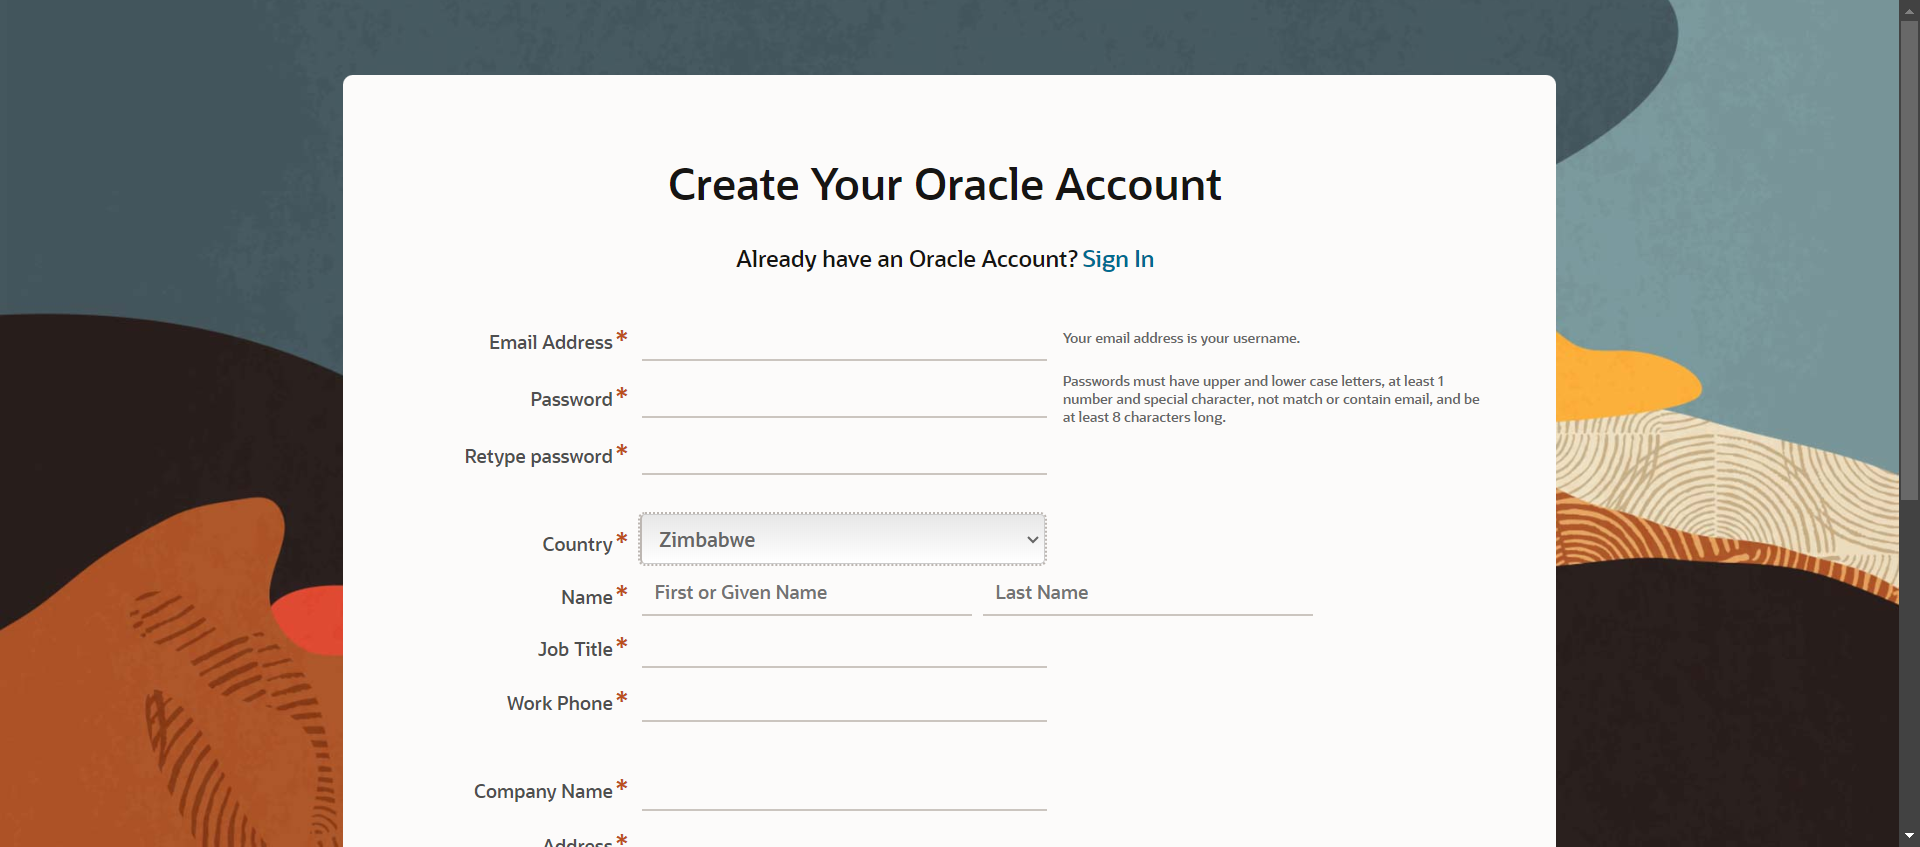 Create Your Oracle Account
Already have an Oracle Account? Sign In
Email Address*
Your email address is your username.
Password*
Passwords must have upper and lower case letters, at least 1
number and special character, not match or contain email, and be
at least 8 characters long.
Retype password*
Country*
Zimbabwe
Name*
First or Given Name
Last Name
Job Title*
Work Phone*
Company Name*
Address*